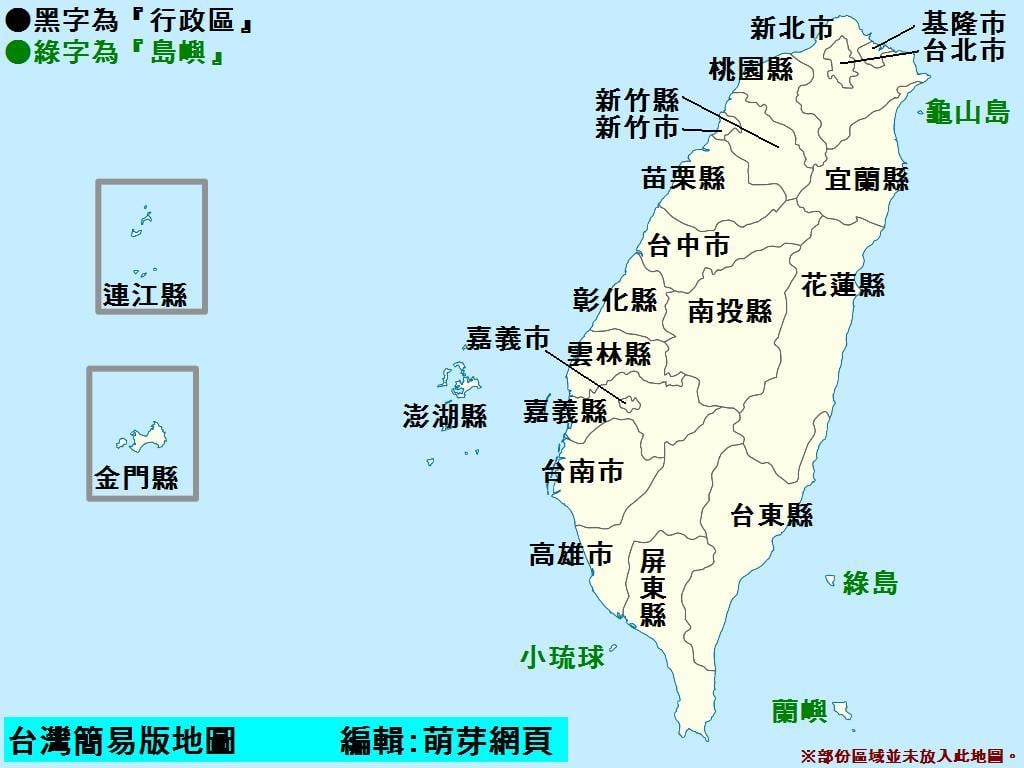 ●黑字為『行政區』
●綠字為『島嶼』
新北市
基隆市
台北市
桃園縣
新竹縣
新竹市
龜山島
苗栗縣
宜蘭縣
台中市
花蓮縣
連江縣
彰化縣
南投縣
嘉義市
雲林縣
澎湖縣
嘉義縣
金門縣
台南市
台東縣
高雄市
屏東縣
綠島
小琉球
蘭嶼
台灣簡易版地圖
編輯:萌芽網頁
※部份區域並未放入此地圖。